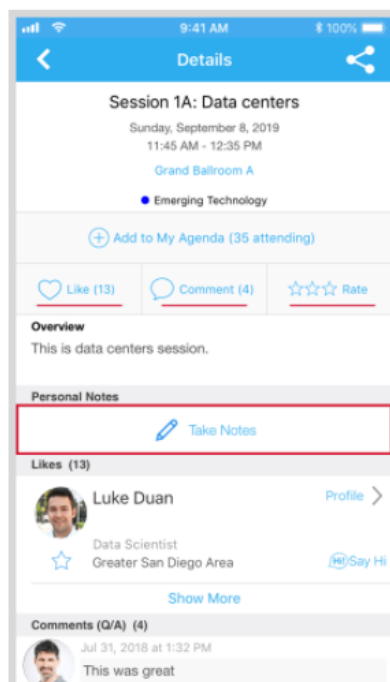 9:41 AM 100%
Details
Session 1A: Data centers
Sunday, September 8, 2019
11:45 AM - 12:35 PM
Grand Ballroom A
Emerging Technology
Add to My Agenda (35 attending)
Like (13) Comment (4) Rate
Overview
This is data centers session.
Personal Notes
Take Notes
Likes (13)
Luke Duan Profile
Data Scientist
Greater San Diego Area Hi! Say Hi
Show More
Comments (Q/A) (4)
Jul 31, 2018 at 1:32 PM
This was great